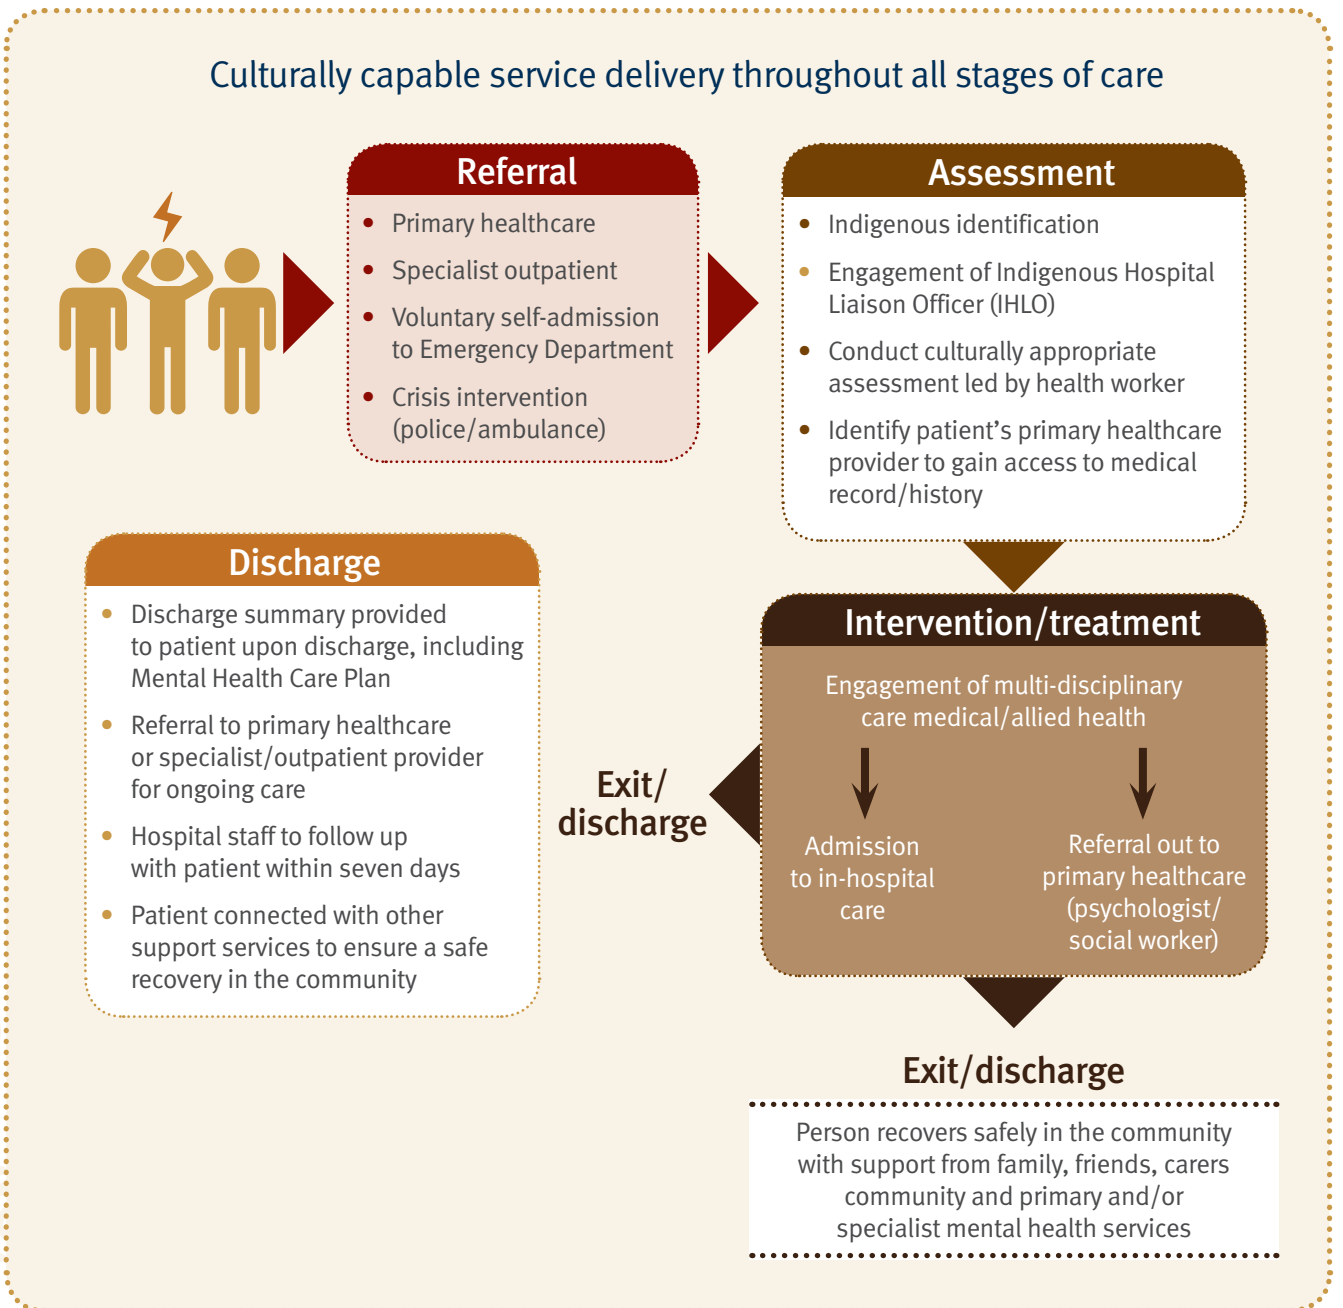 Culturally capable service delivery throughout all stages of care
Referral
• Primary healthcare
• Specialist outpatient
• Voluntary self-admission
to Emergency Department
• Crisis intervention
(police/ambulance)
Assessment
• Indigenous identification
• Engagement of Indigenous Hospital
Liaison Officer (IHLO)
• Conduct culturally appropriate
assessment led by health worker
• Identify patient’s primary healthcare
provider to gain access to medical
record/history
Intervention/treatment
Engagement of multi-disciplinary
care medical/allied health
Admission
to in-hospital
care
Referral out to
primary healthcare
(psychologist/
social worker)
Exit/
discharge
Discharge
• Discharge summary provided
to patient upon discharge, including
Mental Health Care Plan
• Referral to primary healthcare
or specialist/outpatient provider
for ongoing care
• Hospital staff to follow up
with patient within seven days
• Patient connected with other
support services to ensure a safe
recovery in the community
Exit/discharge
Person recovers safely in the community
with support from family, friends, carers
community and primary and/or
specialist mental health services